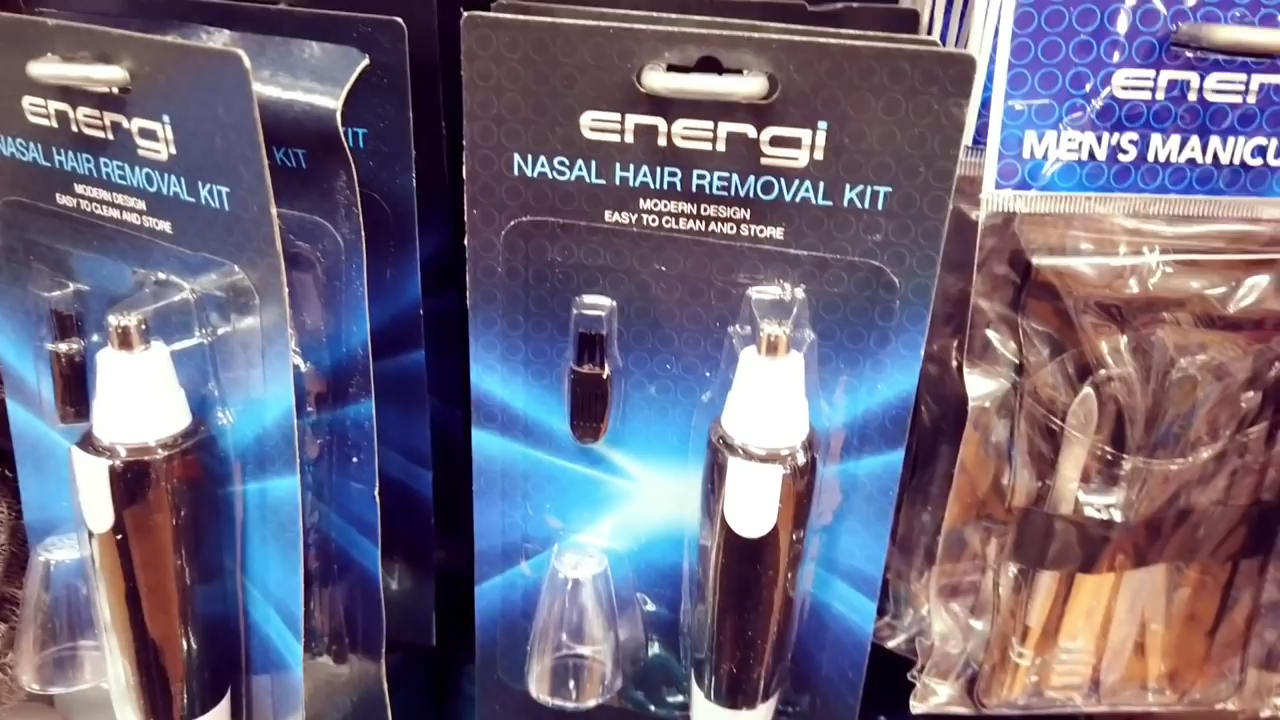 energi
NASAL HAIR REMOVAL KIT
MODERN DESIGN
EASY TO CLEAN AND STORE
KIT
KIT
energi
NASAL HAIR REMOVAL KIT
MODERN DESIGN
EASY TO CLEAN AND STORE
ener
MEN'S MANICU